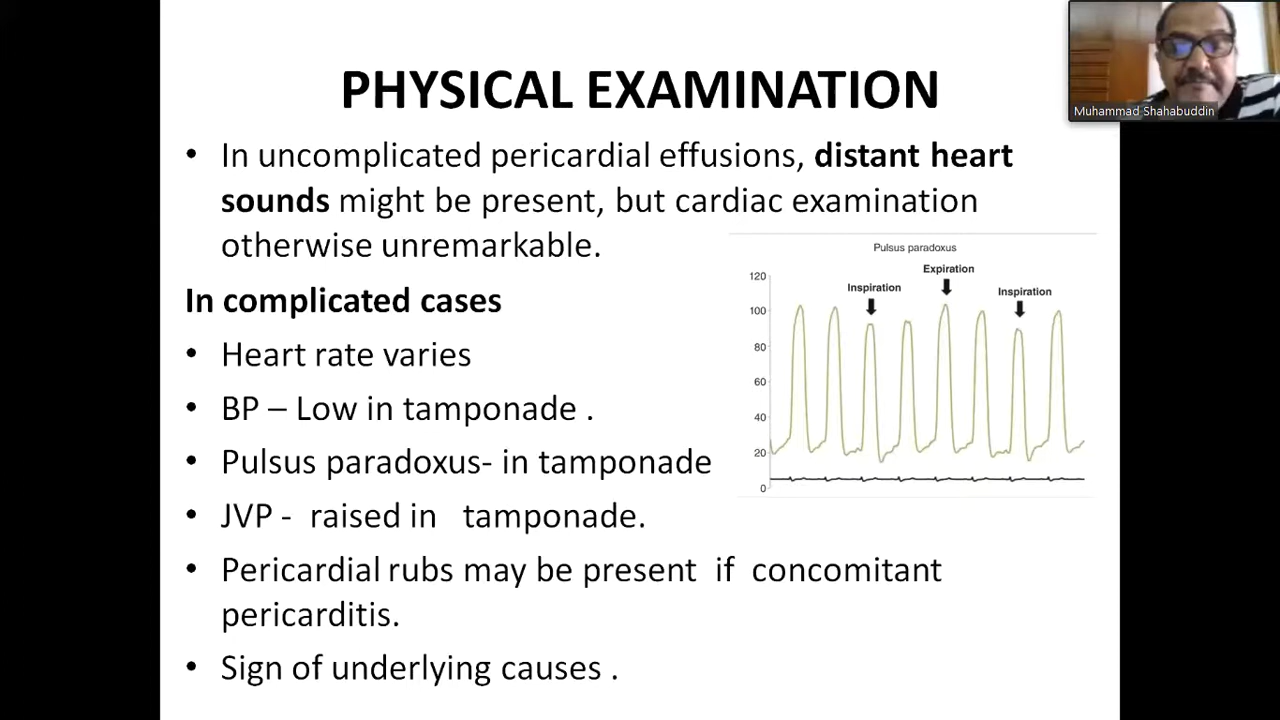 PHYSICAL EXAMINATION
Muhammad Shahabuddin
• In uncomplicated pericardial effusions, distant heart
sounds might be present, but cardiac examination
otherwise unremarkable.
In complicated cases
• Heart rate varies
• BP – Low in tamponade .
• Pulsus paradoxus- in tamponade
• JVP - raised in tamponade.
• Pericardial rubs may be present if concomitant
pericarditis.
• Sign of underlying causes .
Pulsus paradoxus
Expiration
Inspiration
Inspiration
120
100
80
60
40
20
0